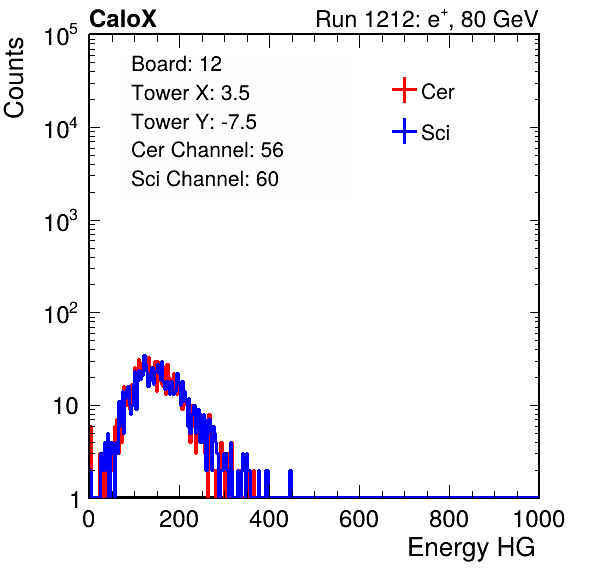 CaloX Run 1212: e⁺, 80 GeV
Counts
10⁵
10⁴
10³
10²
10
1
Board: 12
Tower X: 3.5
Tower Y: -7.5
Cer Channel: 56
Sci Channel: 60
Cer
Sci
0 200 400 600 800 1000
Energy HG